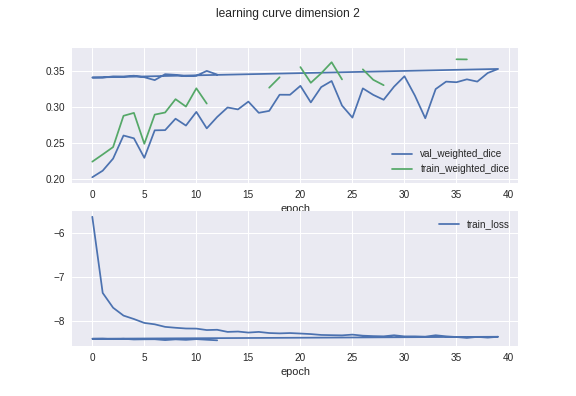 learning curve dimension 2
0.35
0.30
0.25
0.20
val_weighted_dice
train_weighted_dice
0 5 10 15 20 25 30 35 40
epoch
−6
−7
−8
train_loss
0 5 10 15 20 25 30 35 40
epoch